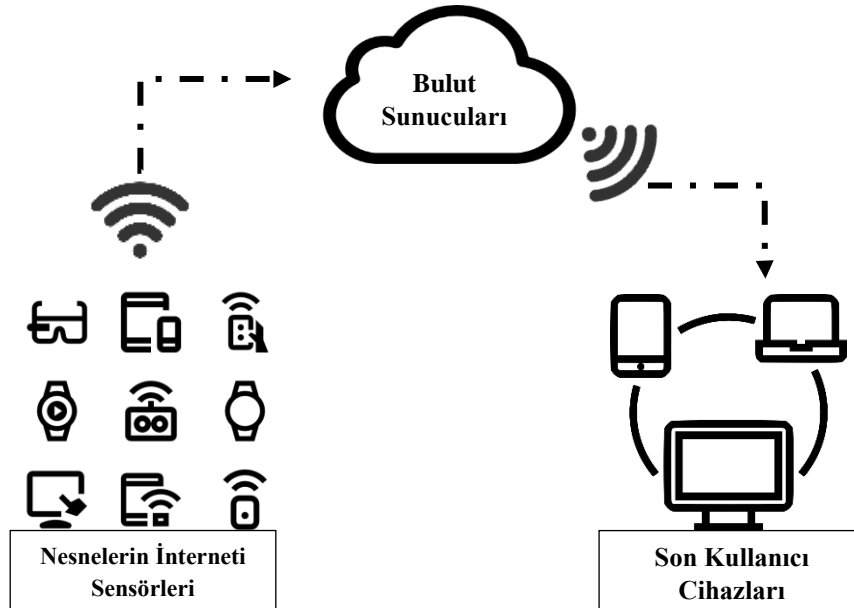 Bulut
Sunucuları
Nesnelerin İnterneti
Sensörleri
Son Kullanıcı
Cihazları